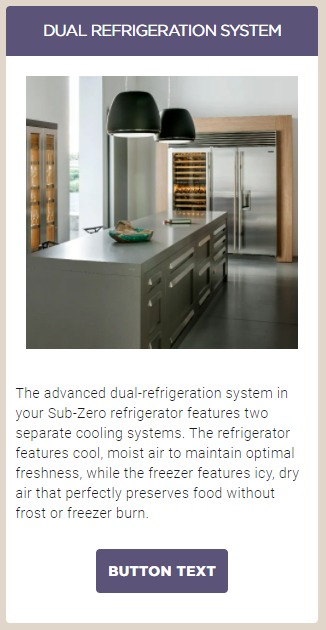 DUAL REFRIGERATION SYSTEM
The advanced dual-refrigeration system in
your Sub-Zero refrigerator features two
separate cooling systems. The refrigerator
features cool, moist air to maintain optimal
freshness, while the freezer features icy, dry
air that perfectly preserves food without
frost or freezer burn.
BUTTON TEXT